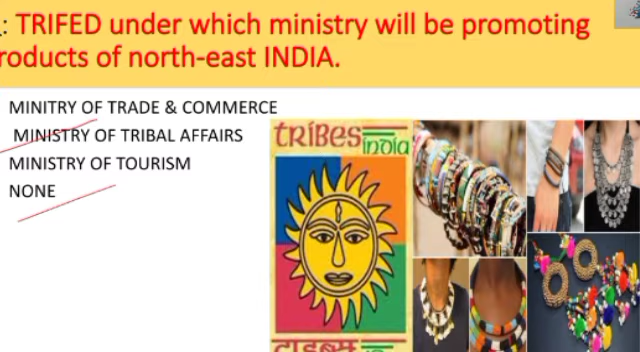 : TRIFED under which ministry will be promoting
roducts of north-east INDIA.
MINITRY OF TRADE & COMMERCE
MINISTRY OF TRIBAL AFFAIRS
MINISTRY OF TOURISM
NONE
tribes
india